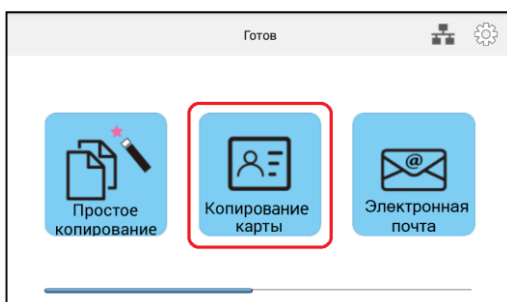 Готов
Простое
копирование
Копирование
карты
@
Электронная
почта